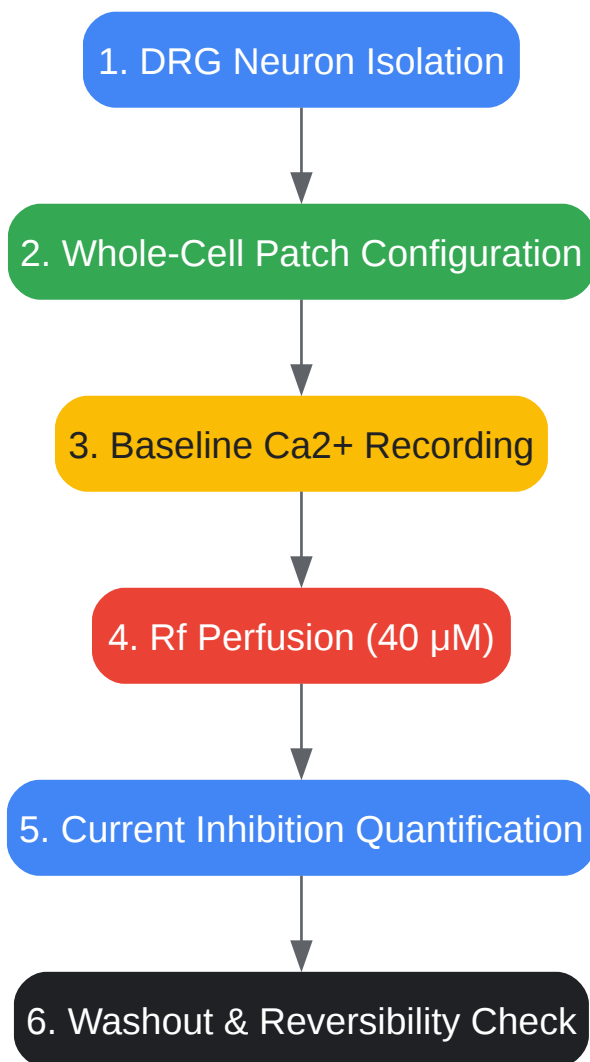 1. DRG Neuron Isolation
2. Whole-Cell Patch Configuration
3. Baseline Ca2+ Recording
4. Rf Perfusion (40 μM)
5. Current Inhibition Quantification
6. Washout & Reversibility Check